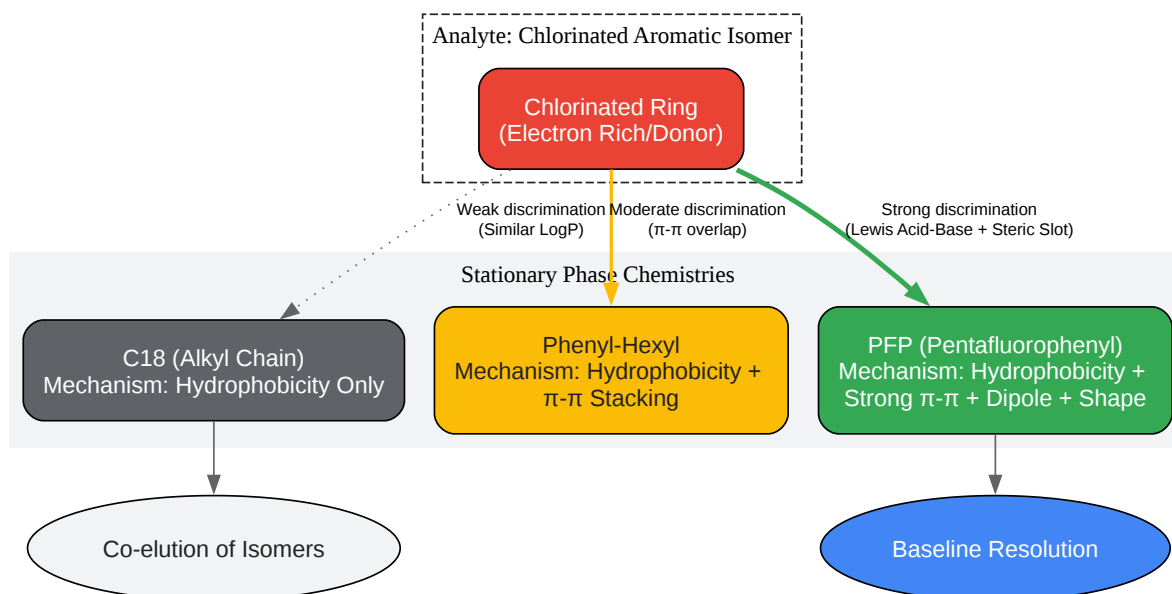 Analyte: Chlorinated Aromatic Isomer
Chlorinated Ring
(Electron Rich/Donor)
Weak discrimination
(Similar LogP)
Moderate discrimination
(π-π overlap)
Strong discrimination
(Lewis Acid-Base + Steric Slot)
Stationary Phase Chemistries
C18 (Alkyl Chain)
Mechanism: Hydrophobicity Only
Phenyl-Hexyl
Mechanism: Hydrophobicity +
π-π Stacking
PFP (Pentafluorophenyl)
Mechanism: Hydrophobicity +
Strong π-π + Dipole + Shape
Co-elution of Isomers
Baseline Resolution